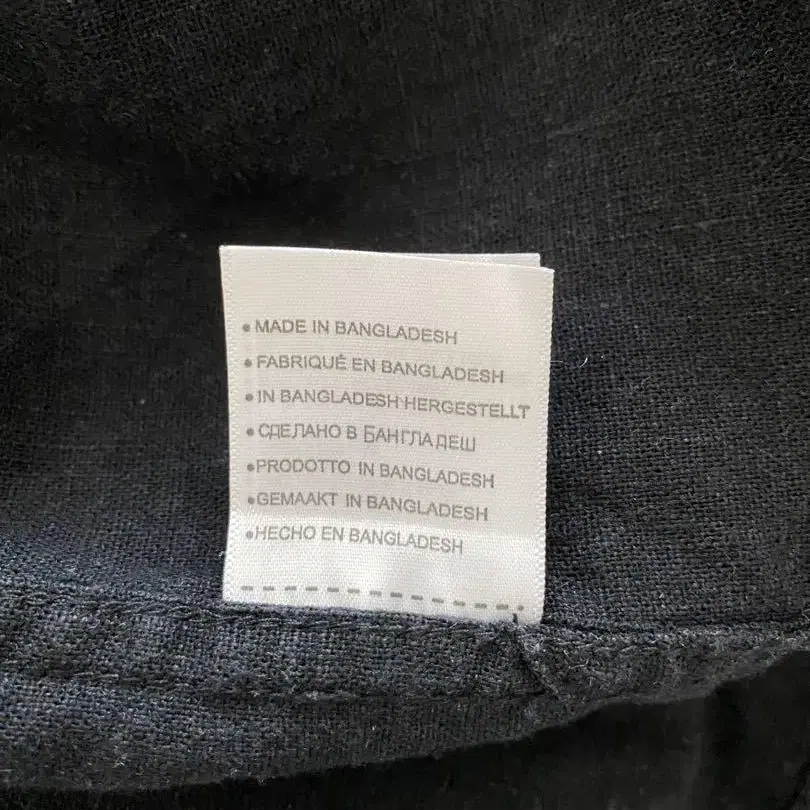 • MADE IN BANGLADESH
• FABRIQUÉ EN BANGLADESH
• IN BANGLADESH HERGESTELLT
• СДЕЛАНО В БАНГЛАДЕШ
• PRODOTTO IN BANGLADESH
• GEMAAKT IN BANGLADESH
• HECHO EN BANGLADESH